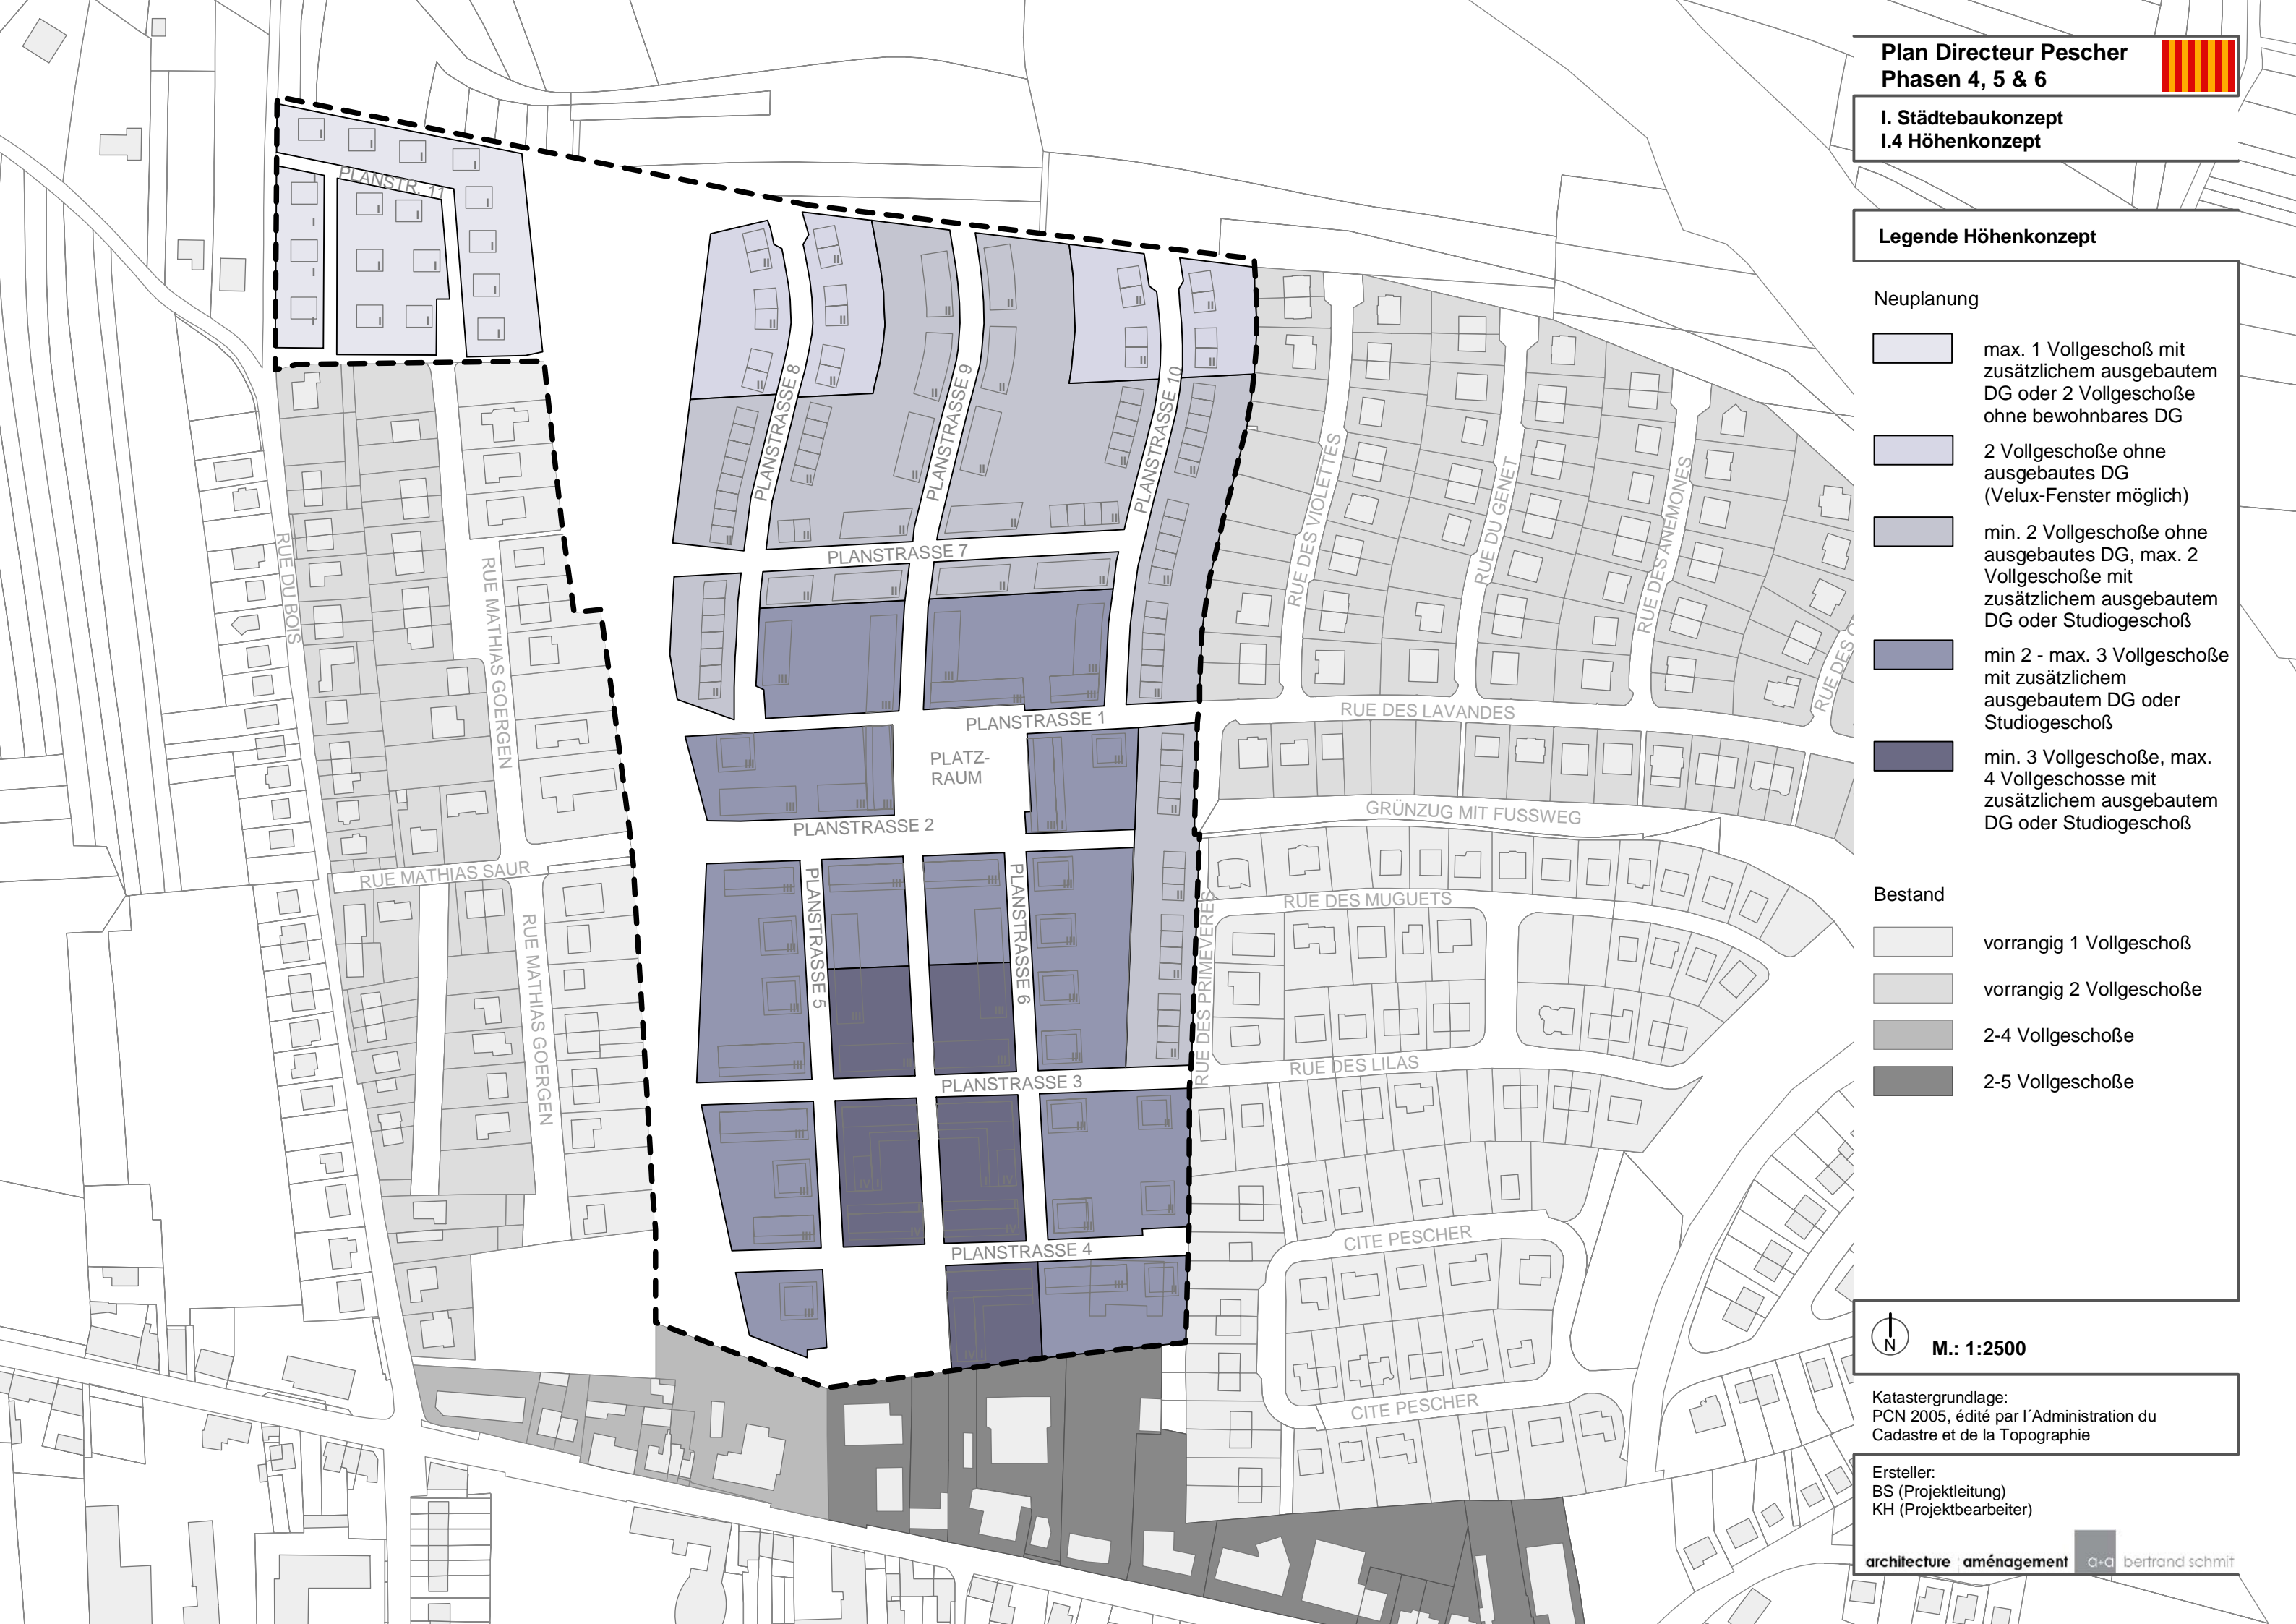 Plan Directeur Pescher
Phasen 4, 5 & 6
I. Städtebaukonzept
I.4 Höhenkonzept
Legende Höhenkonzept
Neuplanung
max. 1 Vollgeschoß mit
zusätzlichem ausgebautem
DG oder 2 Vollgeschoße
ohne bewohnbares DG
2 Vollgeschoße ohne
ausgebautes DG
(Velux-Fenster möglich)
min. 2 Vollgeschoße ohne
ausgebautes DG, max. 2
Vollgeschoße mit
zusätzlichem ausgebautem
DG oder Studiogeschoß
min 2 - max. 3 Vollgeschoße
mit zusätzlichem
ausgebautem DG oder
Studiogeschoß
min. 3 Vollgeschoße, max.
4 Vollgeschosse mit
zusätzlichem ausgebautem
DG oder Studiogeschoß
Bestand
vorrangig 1 Vollgeschoß
vorrangig 2 Vollgeschoße
2-4 Vollgeschoße
2-5 Vollgeschoße
N
M.: 1:2500
Katastergrundlage:
PCN 2005, édité par l´Administration du
Cadastre et de la Topographie
Ersteller:
BS (Projektleitung)
KH (Projektbearbeiter)
architecture aménagement a+a bertrand schmit
PLANSTR. 11
PLANSTRASSE 8
PLANSTRASSE 9
PLANSTRASSE 10
PLANSTRASSE 7
PLANSTRASSE 1
PLATZ-
RAUM
PLANSTRASSE 2
PLANSTRASSE 5
PLANSTRASSE 6
PLANSTRASSE 3
PLANSTRASSE 4
RUE DU BOIS
RUE MATHIAS GOERGEN
RUE MATHIAS SAUR
RUE MATHIAS GOERGEN
RUE DES VIOLETTES
RUE DU GENET
RUE DES ANEMONES
RUE DES
RUE DES LAVANDES
GRÜNZUG MIT FUSSWEG
RUE DES MUGUETS
RUE DES PRIMEVERES
RUE DES LILAS
CITE PESCHER
CITE PESCHER